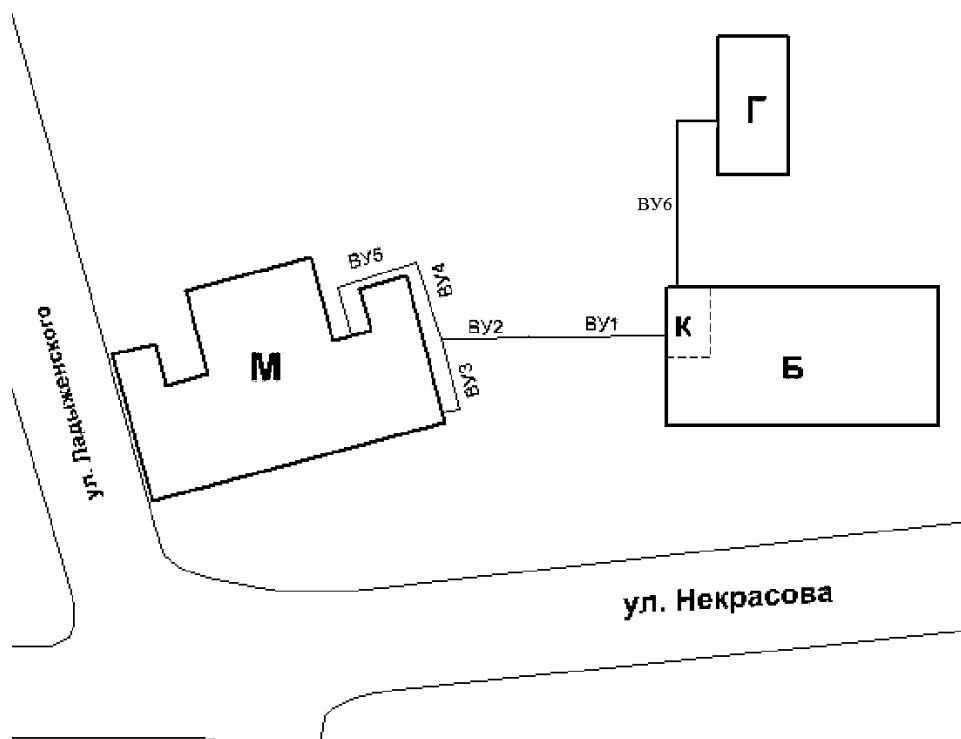 Г
ВУ6
ВУ5
ВУ4
ВУ2
ВУ1
К
М
Б
ВУ3
ул. Ладыженского
ул. Некрасова